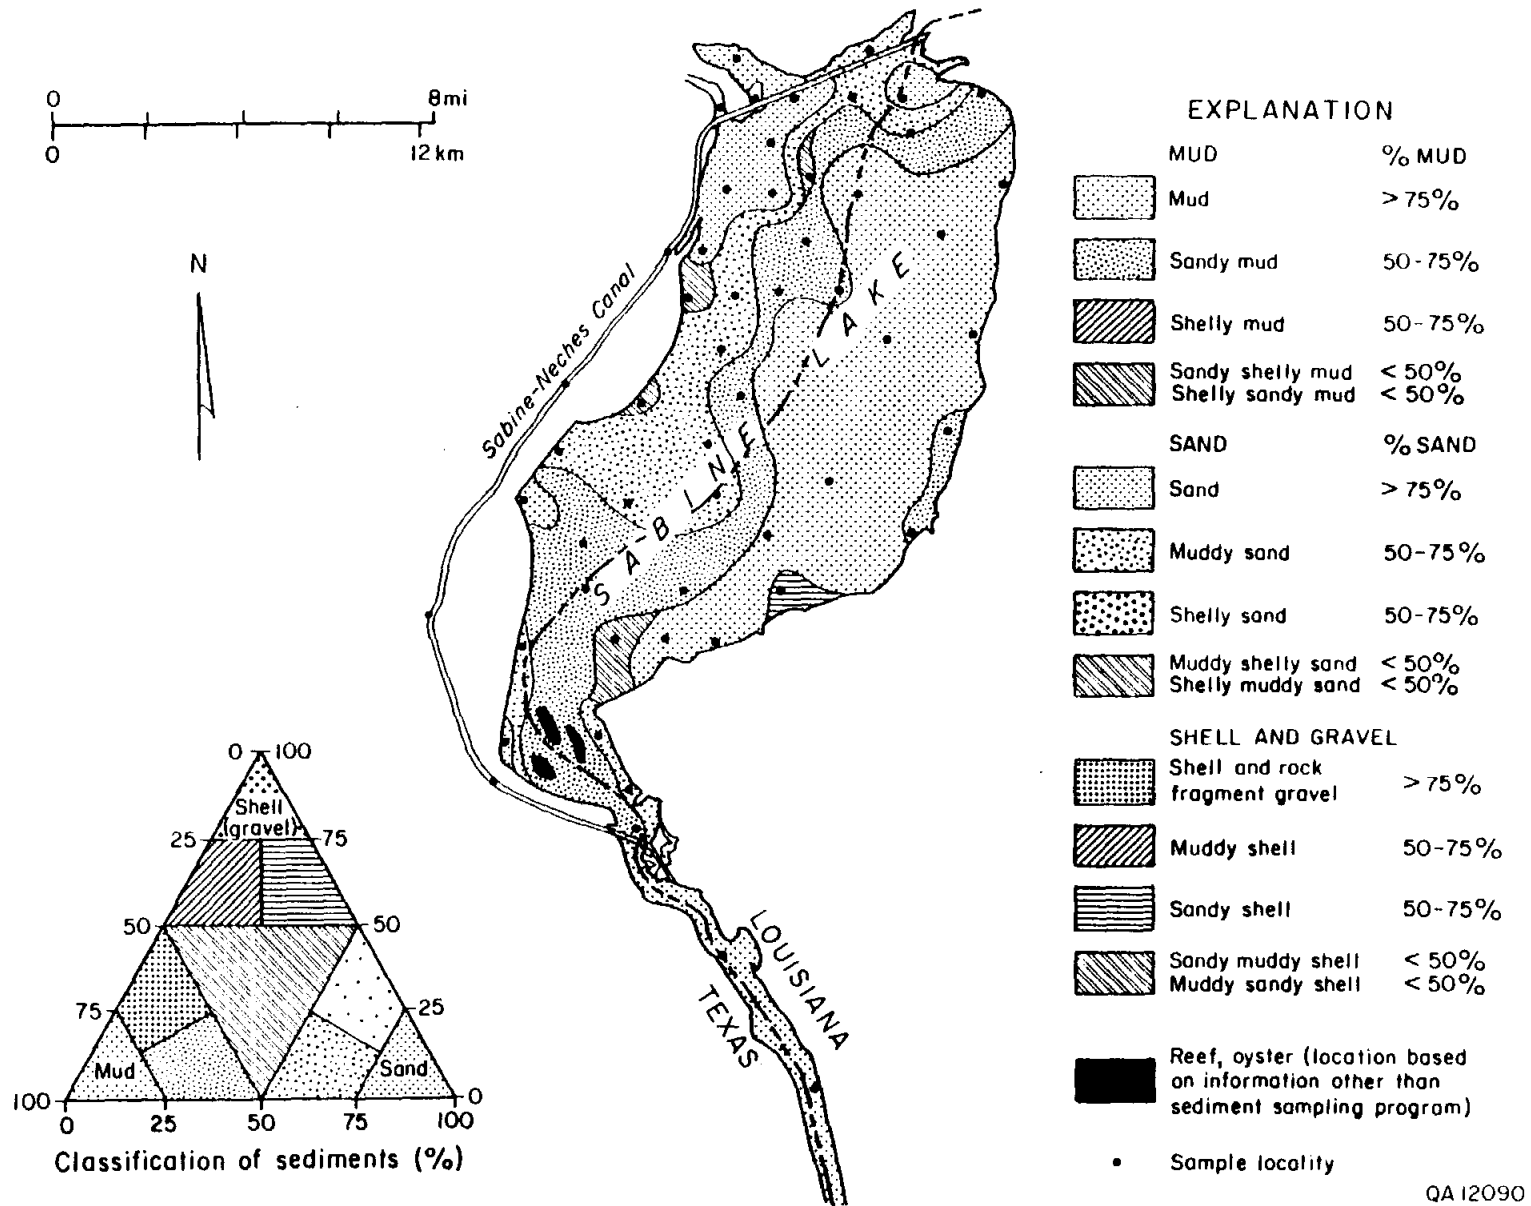 0 8mi
0 12 km
N
Sabine-Neches Canal
SABINE LAKE
LOUISIANA
TEXAS
EXPLANATION
MUD % MUD
Mud > 75%
Sandy mud 50-75%
Shelly mud 50-75%
Sandy shelly mud < 50%
Shelly sandy mud < 50%
SAND % SAND
Sand > 75%
Muddy sand 50-75%
Shelly sand 50-75%
Muddy shelly sand < 50%
Shelly muddy sand < 50%
SHELL AND GRAVEL
Shell and rock
fragment gravel > 75%
Muddy shell 50-75%
Sandy shell 50-75%
Sandy muddy shell < 50%
Muddy sandy shell < 50%
Reef, oyster (location based
on information other than
sediment sampling program)
Sample locality
QA12090
0 100
Shell
(gravel)
25 75
50 50
75 25
Mud Sand
100 0
0 25 50 75 100
Classification of sediments (%)